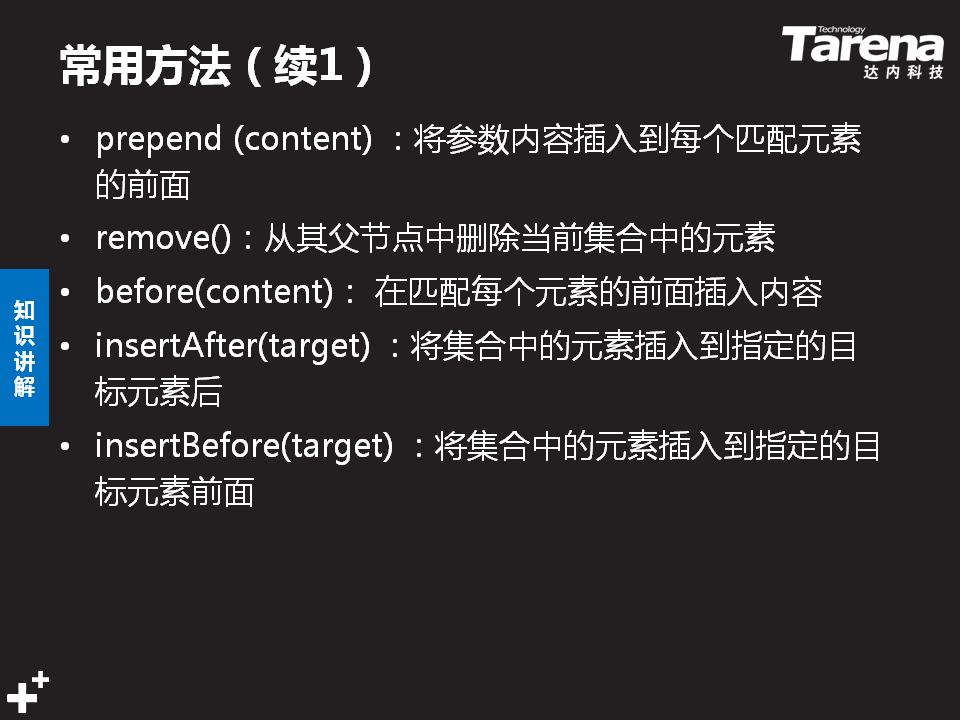 常用方法（续1）
Technology
Tarena
达内科技
• prepend (content) ：将参数内容插入到每个匹配元素
的前面
• remove()：从其父节点中删除当前集合中的元素
• before(content)： 在匹配每个元素的前面插入内容
• insertAfter(target) ：将集合中的元素插入到指定的目
标元素后
• insertBefore(target) ：将集合中的元素插入到指定的目
标元素前面
知
识
讲
解